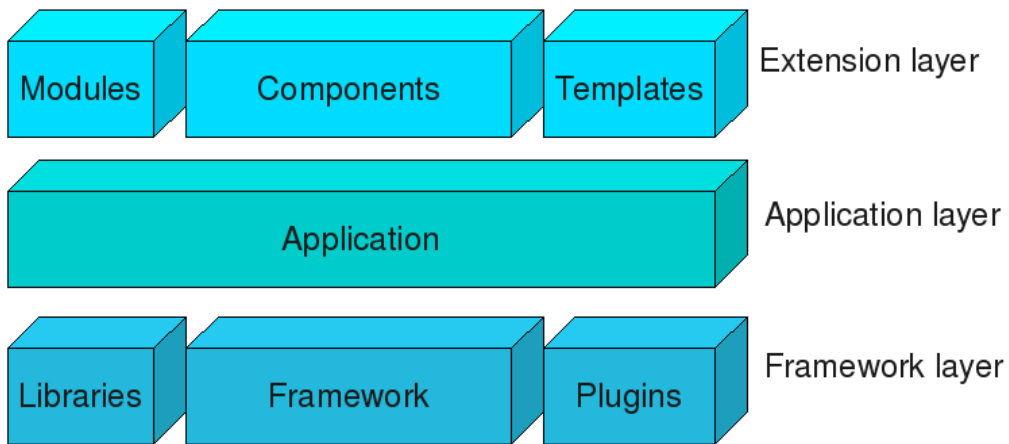 Modules
Components
Templates
Extension layer
Application
Application layer
Libraries
Framework
Plugins
Framework layer